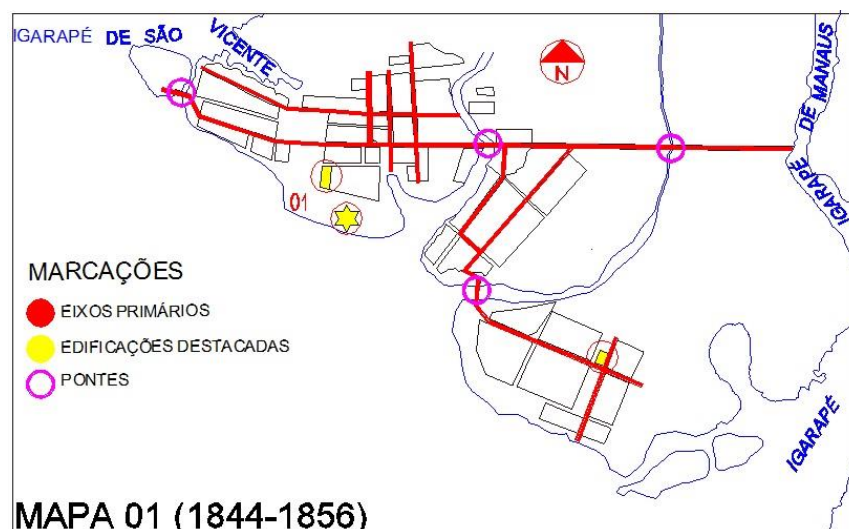 IGARAPÉ DE SÃO VICENTE
N
IGARAPÉ DE MANAUS
01
MARCAÇÕES
EIXOS PRIMÁRIOS
EDIFICAÇÕES DESTACADAS
PONTES
IGARAPÉ
MAPA 01 (1844-1856)